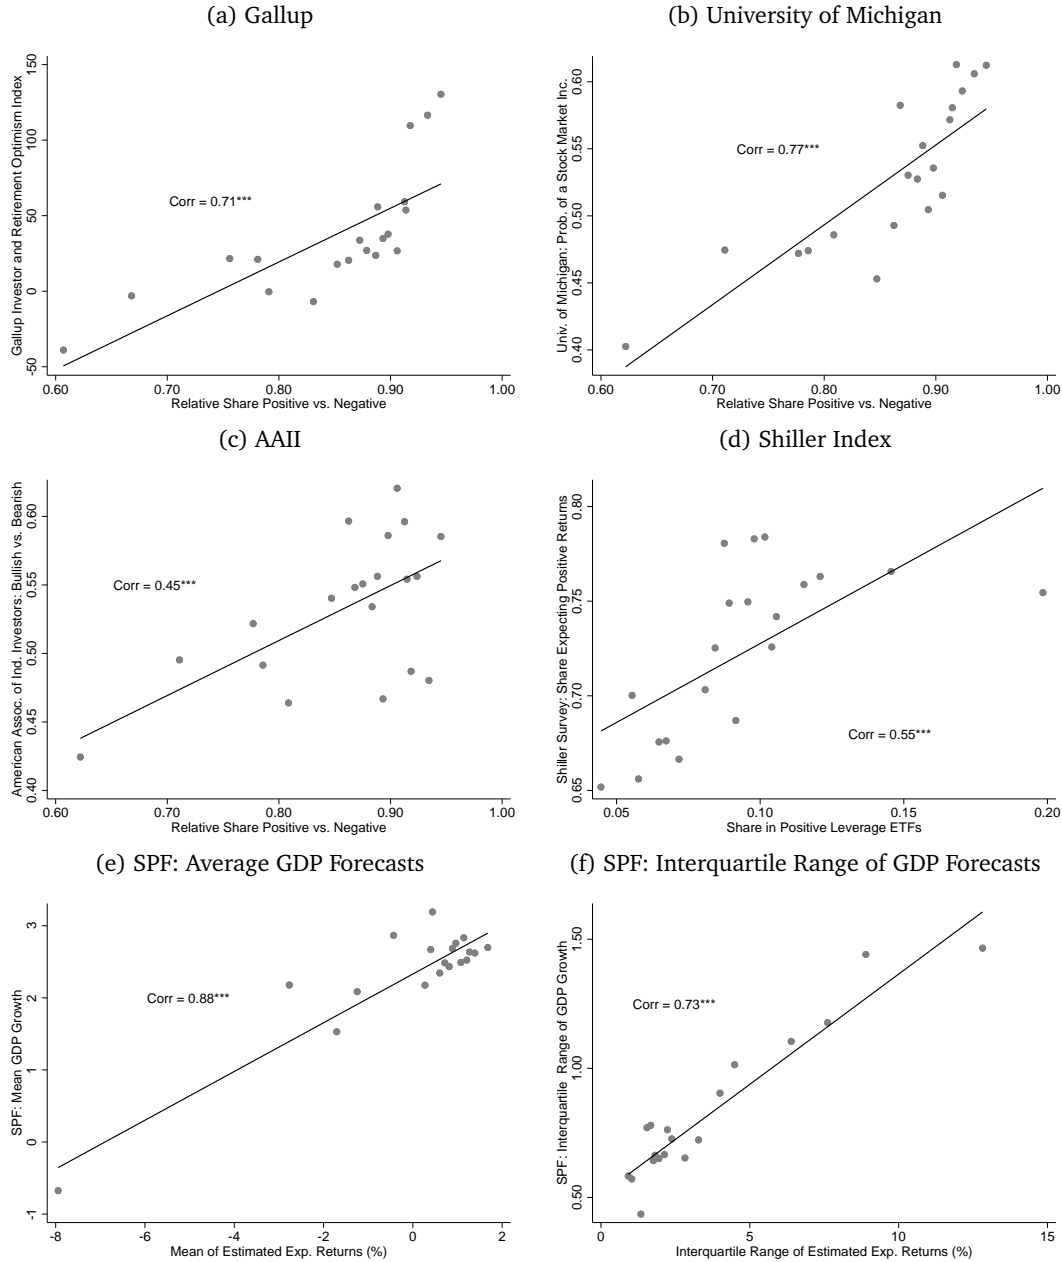 (a) Gallup
Gallup Investor and Retirement Optimism Index
150
100
50
0
-50
Corr = 0.71***
0.60 0.70 0.80 0.90 1.00
Relative Share Positive vs. Negative
(b) University of Michigan
Univ. of Michigan: Prob. of a Stock Market Inc.
0.60
0.55
0.50
0.45
0.40
Corr = 0.77***
0.60 0.70 0.80 0.90 1.00
Relative Share Positive vs. Negative
(c) AAII
American Assoc. of Ind. Investors: Bullish vs. Bearish
0.60
0.55
0.50
0.45
0.40
Corr = 0.45***
0.60 0.70 0.80 0.90 1.00
Relative Share Positive vs. Negative
(d) Shiller Index
Shiller Survey: Share Expecting Positive Returns
0.80
0.75
0.70
0.65
Corr = 0.55***
0.05 0.10 0.15 0.20
Share in Positive Leverage ETFs
(e) SPF: Average GDP Forecasts
SPF: Mean GDP Growth
3
2
1
0
-1
Corr = 0.88***
-8 -6 -4 -2 0 2
Mean of Estimated Exp. Returns (%)
(f) SPF: Interquartile Range of GDP Forecasts
SPF: Interquartile Range of GDP Growth
1.50
1.00
0.50
Corr = 0.73***
0 5 10 15
Interquartile Range of Estimated Exp. Returns (%)